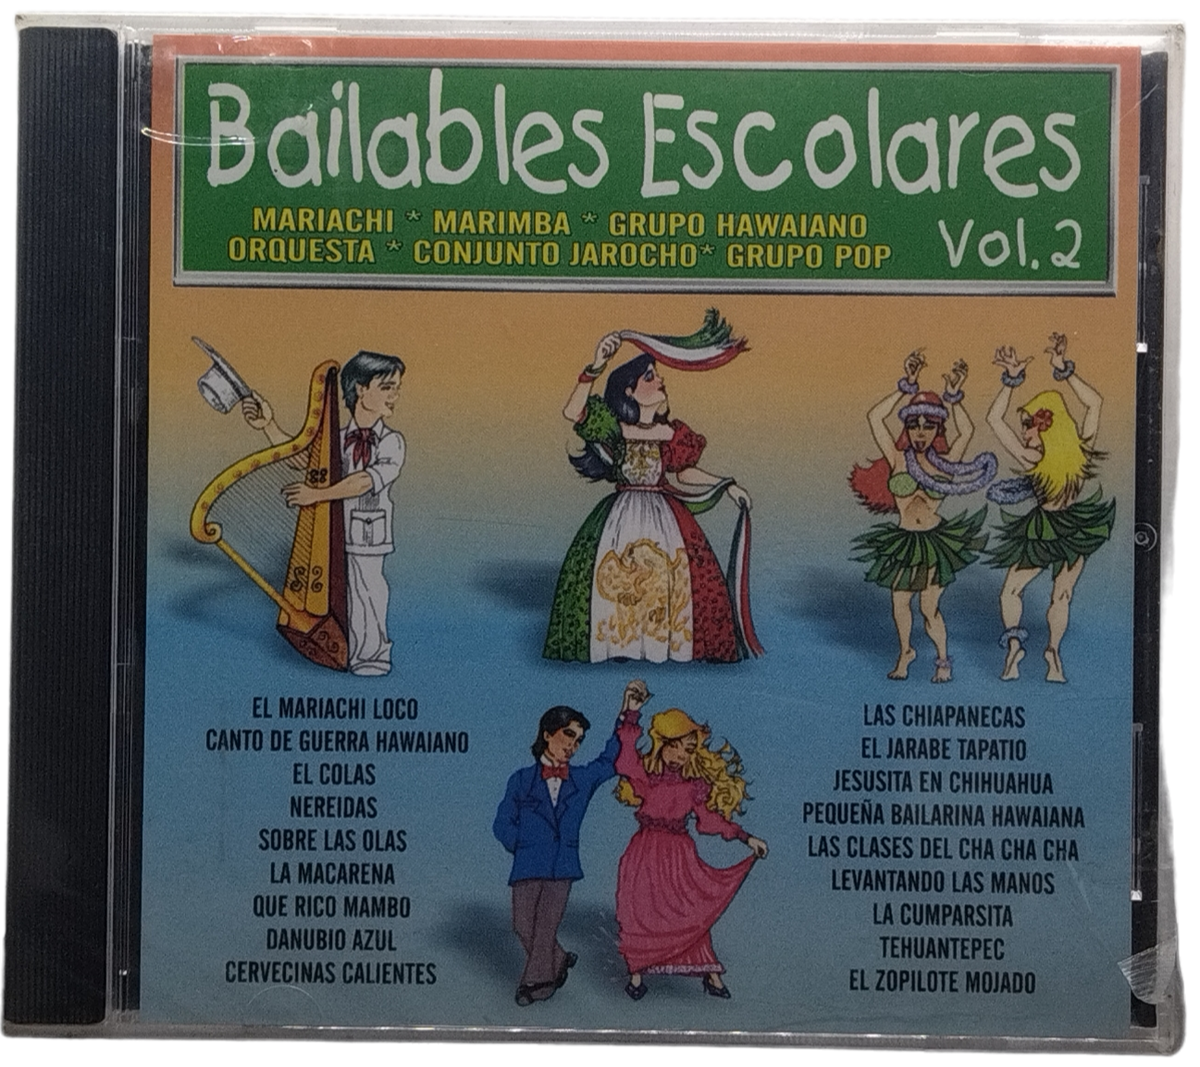 Bailables Escolares
MARIACHI * MARIMBA * GRUPO HAWAIANO
ORQUESTA * CONJUNTO JAROCHO* GRUPO POP
Vol.2
EL MARIACHI LOCO
CANTO DE GUERRA HAWAIANO
EL COLAS
NEREIDAS
SOBRE LAS OLAS
LA MACARENA
QUE RICO MAMBO
DANUBIO AZUL
CERVECINAS CALIENTES
LAS CHIAPANECAS
EL JARABE TAPATIO
JESUSITA EN CHIHUAHUA
PEQUEÑA BAILARINA HAWAIANA
LAS CLASES DEL CHA CHA CHA
LEVANTANDO LAS MANOS
LA CUMPARSITA
TEHUANTEPEC
EL ZOPILOTE MOJADO